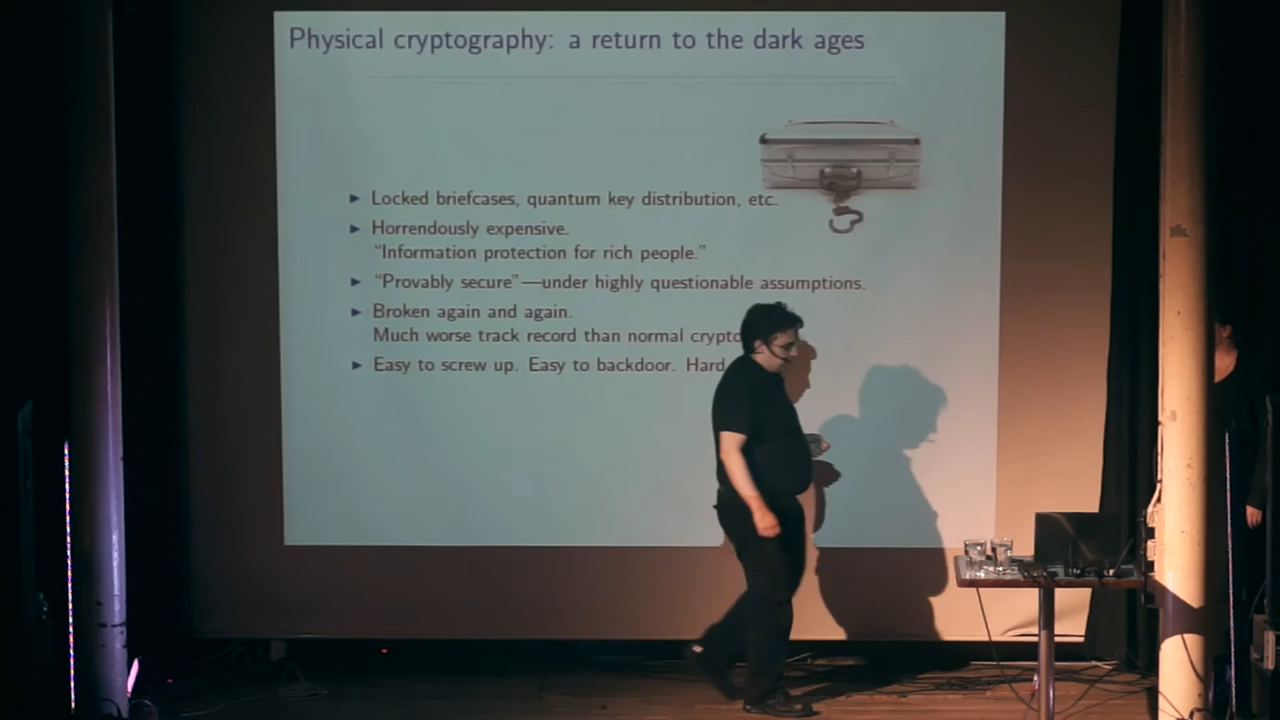 Physical cryptography: a return to the dark ages
► Locked briefcases, quantum key distribution, etc.
► Horrendously expensive.
“Information protection for rich people.”
► “Provably secure”—under highly questionable assumptions.
► Broken again and again.
Much worse track record than normal crypto
► Easy to screw up. Easy to backdoor. Hard